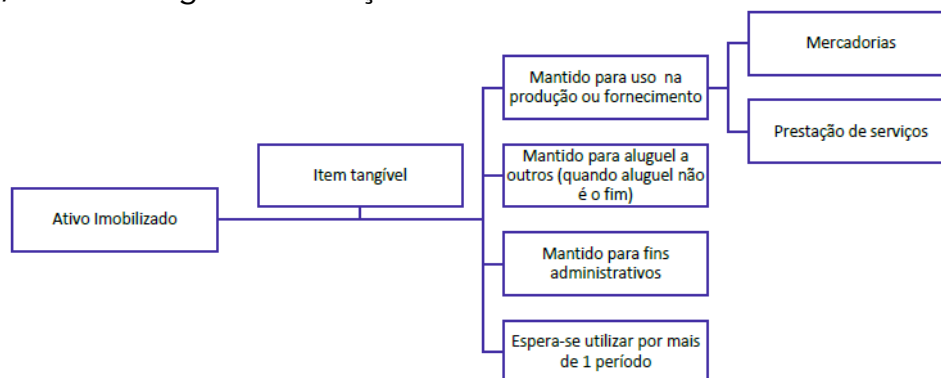 Mercadorias
Mantido para uso na
produção ou fornecimento
Prestação de serviços
Item tangível
Mantido para aluguel a
outros (quando aluguel não
é o fim)
Ativo Imobilizado
Mantido para fins
administrativos
Espera-se utilizar por mais
de 1 período